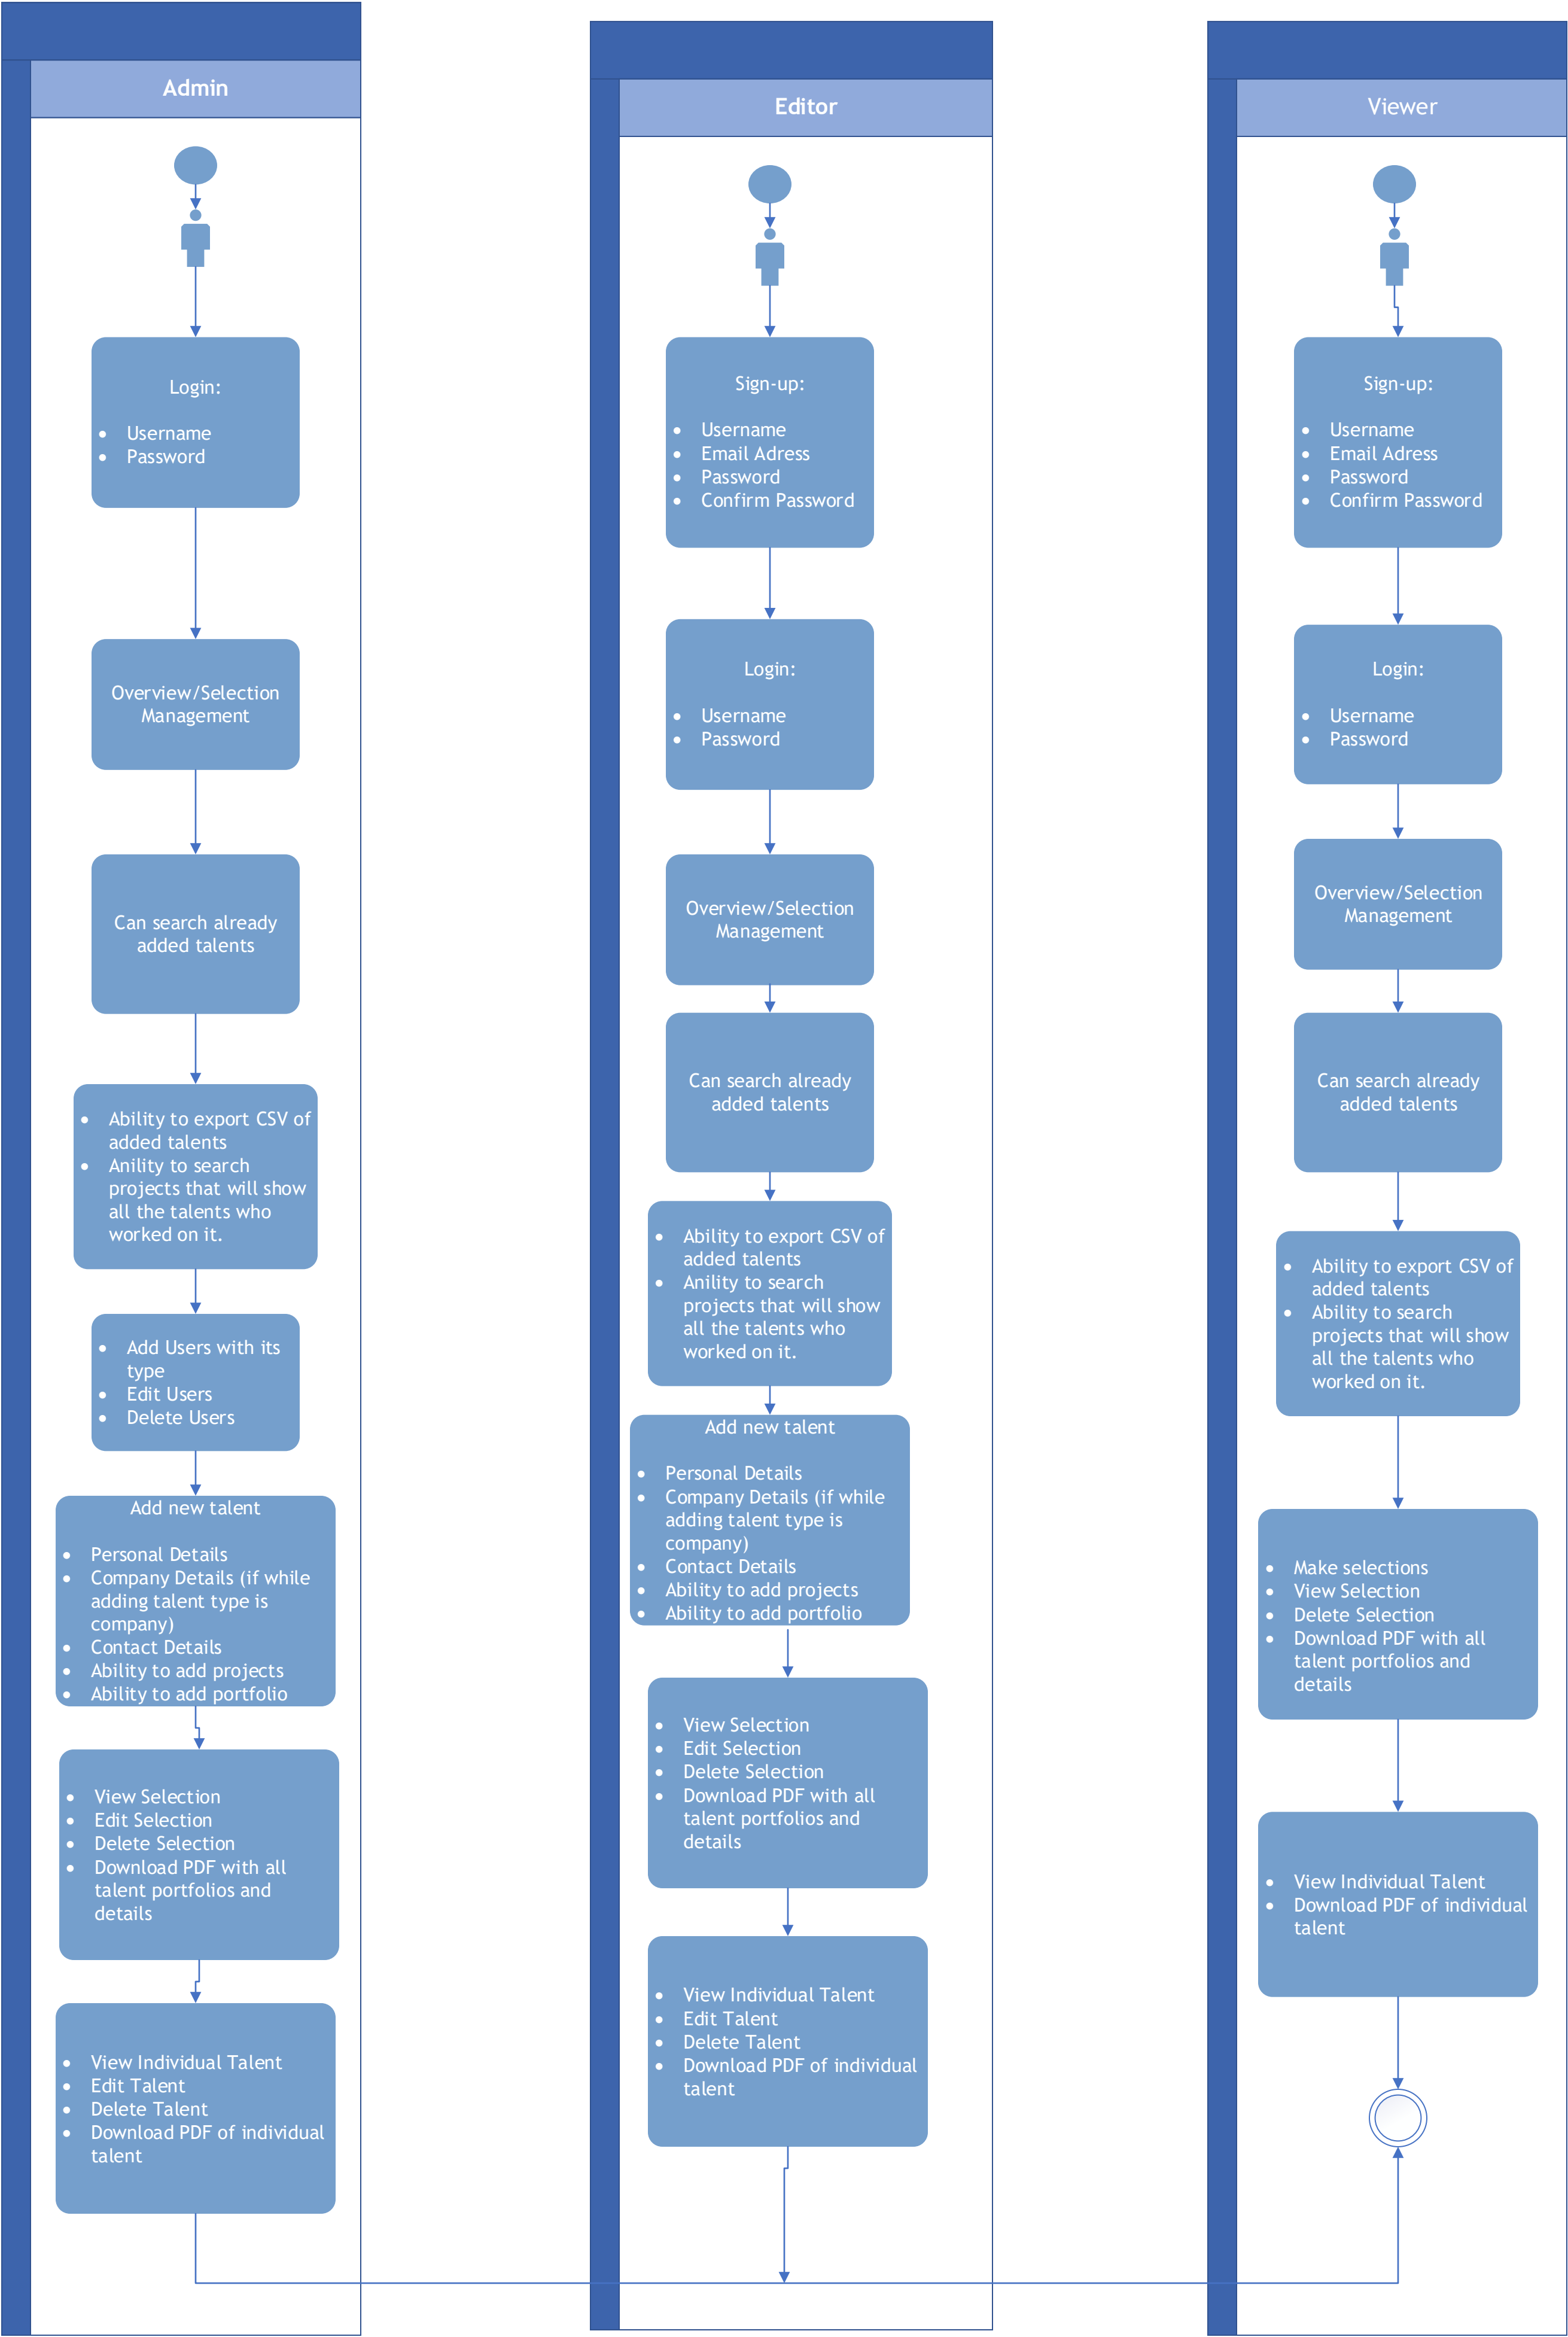 Admin
Login:
• Username
• Password
Overview/Selection
Management
Can search already
added talents
• Ability to export CSV of
added talents
• Anility to search
projects that will show
all the talents who
worked on it.
• Add Users with its
type
• Edit Users
• Delete Users
Add new talent
• Personal Details
• Company Details (if while
adding talent type is
company)
• Contact Details
• Ability to add projects
• Ability to add portfolio
• View Selection
• Edit Selection
• Delete Selection
• Download PDF with all
talent portfolios and
details
• View Individual Talent
• Edit Talent
• Delete Talent
• Download PDF of individual
talent
Editor
Sign-up:
• Username
• Email Adress
• Password
• Confirm Password
Login:
• Username
• Password
Overview/Selection
Management
Can search already
added talents
• Ability to export CSV of
added talents
• Anility to search
projects that will show
all the talents who
worked on it.
Add new talent
• Personal Details
• Company Details (if while
adding talent type is
company)
• Contact Details
• Ability to add projects
• Ability to add portfolio
• View Selection
• Edit Selection
• Delete Selection
• Download PDF with all
talent portfolios and
details
• View Individual Talent
• Edit Talent
• Delete Talent
• Download PDF of individual
talent
Viewer
Sign-up:
• Username
• Email Adress
• Password
• Confirm Password
Login:
• Username
• Password
Overview/Selection
Management
Can search already
added talents
• Ability to export CSV of
added talents
• Ability to search
projects that will show
all the talents who
worked on it.
• Make selections
• View Selection
• Delete Selection
• Download PDF with all
talent portfolios and
details
• View Individual Talent
• Download PDF of individual
talent